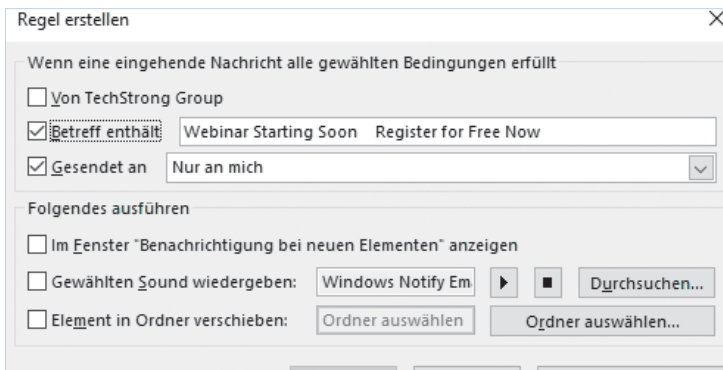 Regel erstellen
Wenn eine eingehende Nachricht alle gewählten Bedingungen erfüllt
Von TechStrong Group
Betreff enthält Webinar Starting Soon Register for Free Now
Gesendet an Nur an mich
Folgendes ausführen
Im Fenster "Benachrichtigung bei neuen Elementen" anzeigen
Gewählten Sound wiedergeben: Windows Notify Em Durchsuchen...
Element in Ordner verschieben: Ordner auswählen Ordner auswählen...